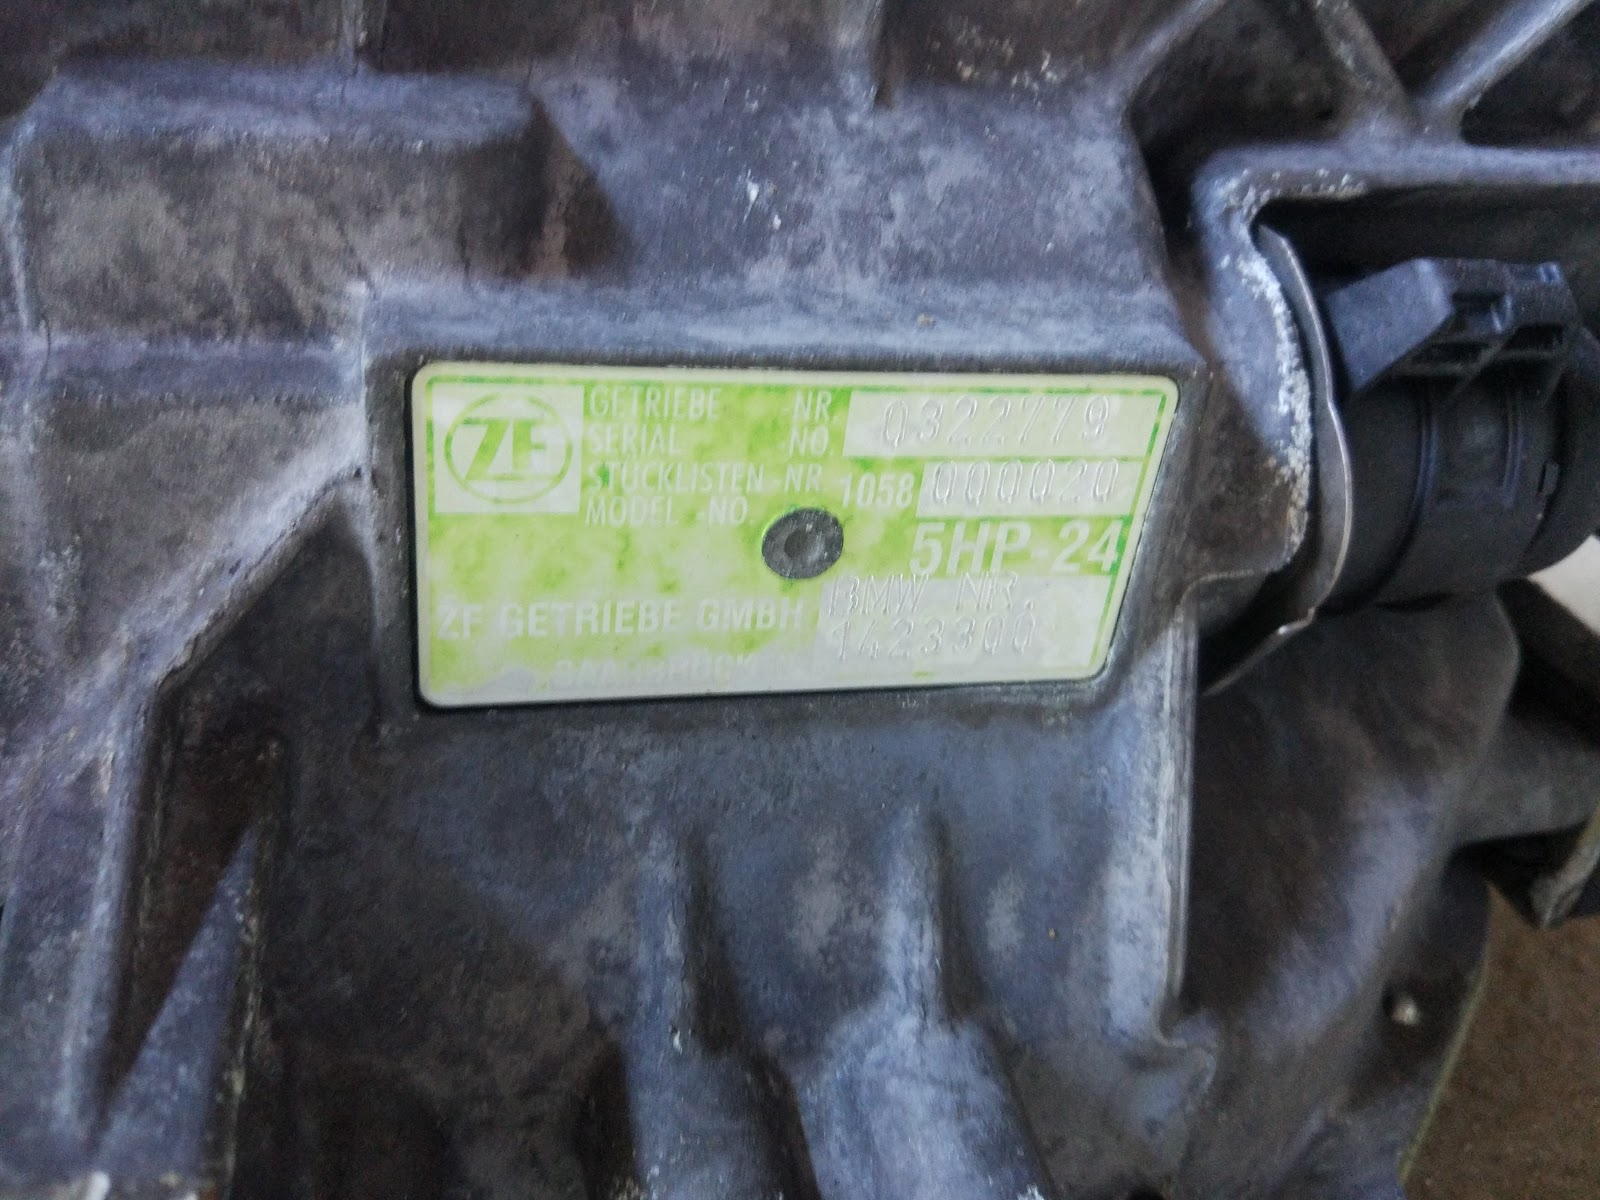 ZF
GETRIEBE -NR. 0322779
SERIAL -NO.
STÜCKLISTEN-NR. 1058 000020
MODEL -NO.
5HP-24
ZF GETRIEBE GMBH BMW NR.
1423300